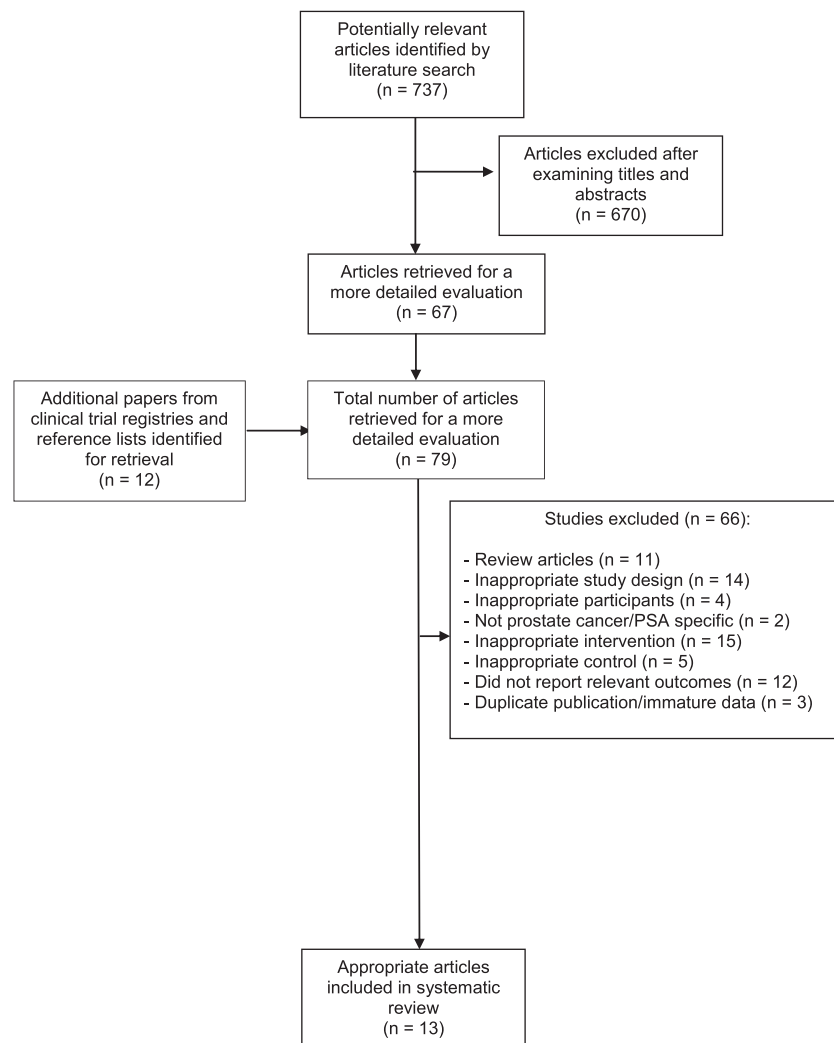 Potentially relevant
articles identified by
literature search
(n = 737)
Articles excluded after
examining titles and
abstracts
(n = 670)
Articles retrieved for a
more detailed evaluation
(n = 67)
Additional papers from
clinical trial registries and
reference lists identified
for retrieval
(n = 12)
Total number of articles
retrieved for a more
detailed evaluation
(n = 79)
Studies excluded (n = 66):
- Review articles (n = 11)
- Inappropriate study design (n = 14)
- Inappropriate participants (n = 4)
- Not prostate cancer/PSA specific (n = 2)
- Inappropriate intervention (n = 15)
- Inappropriate control (n = 5)
- Did not report relevant outcomes (n = 12)
- Duplicate publication/immature data (n = 3)
Appropriate articles
included in systematic
review
(n = 13)